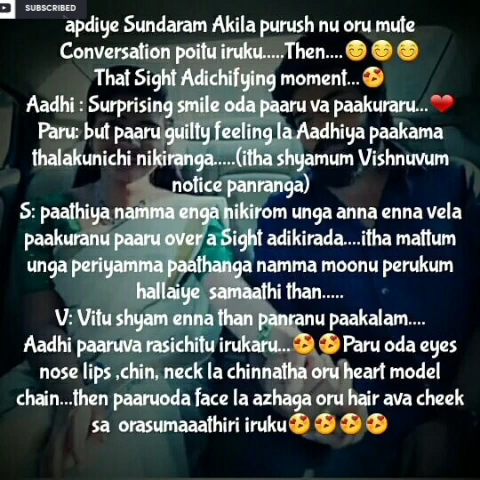 SUBSCRIBED
apdiye Sundaram Akila purush nu oru mute
Conversation poitu iruku.....Then....😊😊😊
That Sight Adichifying moment...😍
Aadhi : Surprising smile oda paaru va paakuraru...❤
Paru: but paaru guilty feeling la Aadhiya paakama
thalakunichi nikiranga.....(itha shyamum Vishnuvum
notice panranga)
S: paathiya namma enga nikirom unga anna enna vela
paakuranu paaru over a Sight adikirada....itha mattum
unga periyamma paathanga namma moonu perukum
hallaiye samaathi than.....
V: Vitu shyam enna than panranu paakalam....
Aadhi paaruva rasichitu irukaru...😍😍Paru oda eyes
nose lips ,chin, neck la chinnatha oru heart model
chain...then paaruoda face la azhaga oru hair ava cheek
sa orasumaaathiri iruku😍😍😍😍